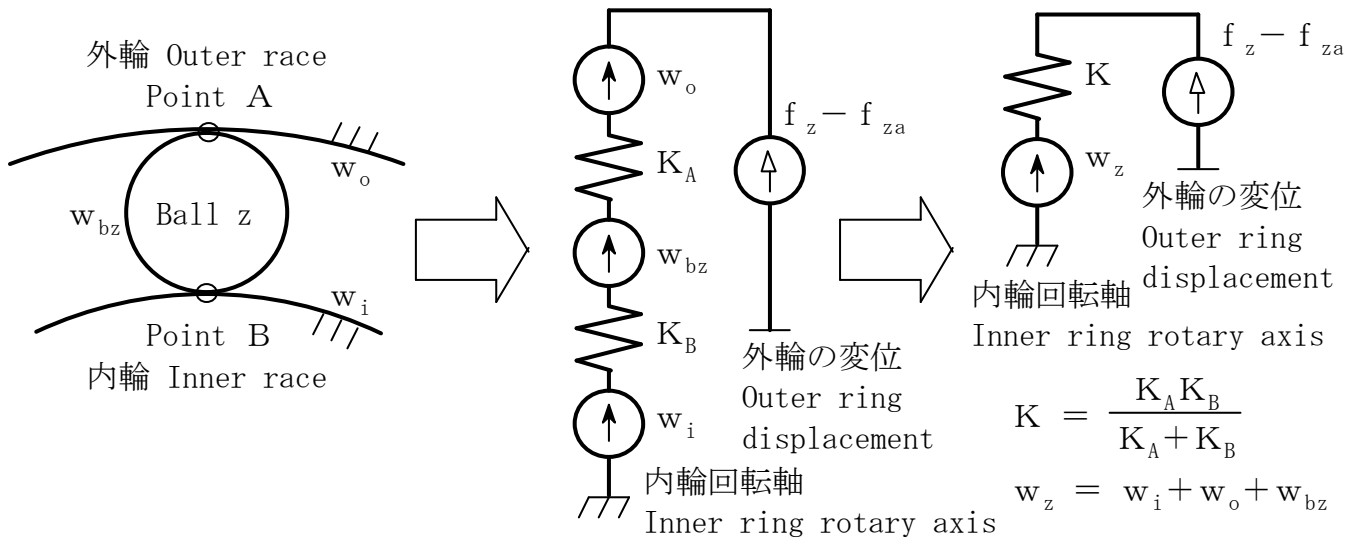 外輪 Outer race
Point A
w_o
w_bz
Ball z
w_i
Point B
内輪 Inner race
w_o
K_A
w_bz
K_B
w_i
f_z－f_za
外輪の変位
Outer ring
displacement
内輪回転軸
Inner ring rotary axis
K
w_z
f_z－f_za
外輪の変位
Outer ring
displacement
内輪回転軸
Inner ring rotary axis
K = K_A K_B / K_A＋K_B
w_z = w_i＋w_o＋w_bz